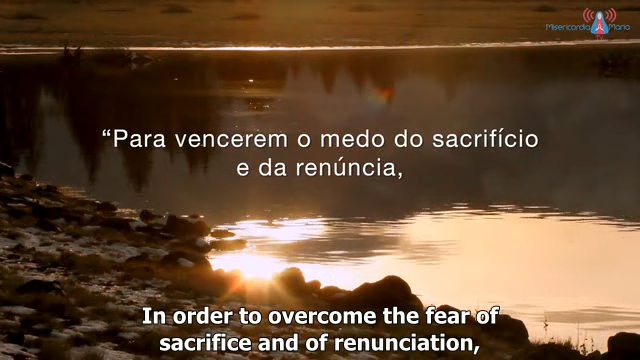 Misericordia Maria
“Para vencerem o medo do sacrifício
e da renúncia,
In order to overcome the fear of
sacrifice and of renunciation,